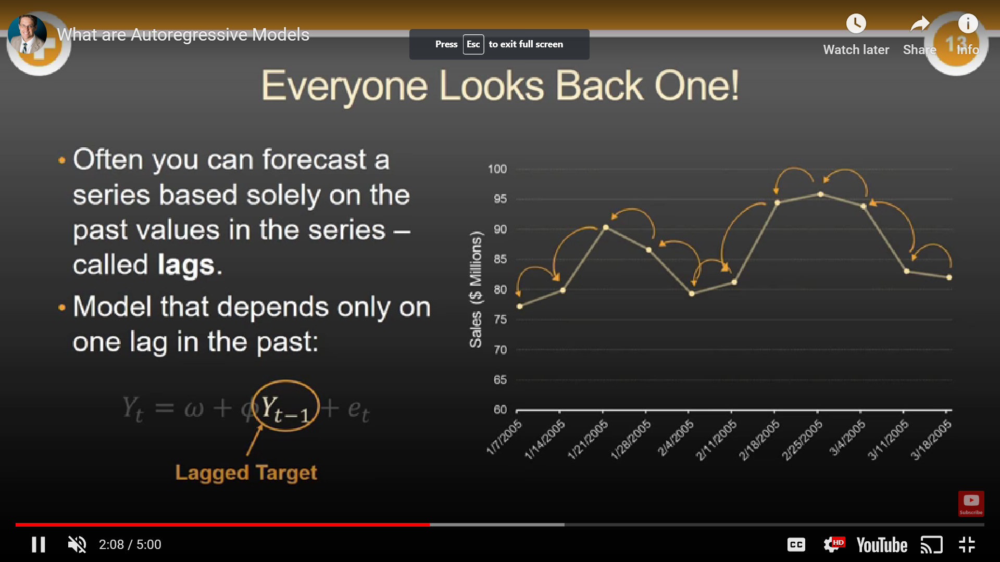 What are Autoregressive Models
Press Esc to exit full screen
Watch later
Share
Info
13
Everyone Looks Back One!
• Often you can forecast a
series based solely on the
past values in the series –
called lags.
• Model that depends only on
one lag in the past:
Yₜ = ω + ϕYₜ₋₁ + eₜ
Lagged Target
Sales ($ Millions)
100
95
90
85
80
75
70
65
60
1/7/2005
1/14/2005
1/21/2005
1/28/2005
2/4/2005
2/11/2005
2/18/2005
2/25/2005
3/4/2005
3/11/2005
3/18/2005
Subscribe
2:08 / 5:00
CC
HD
YouTube